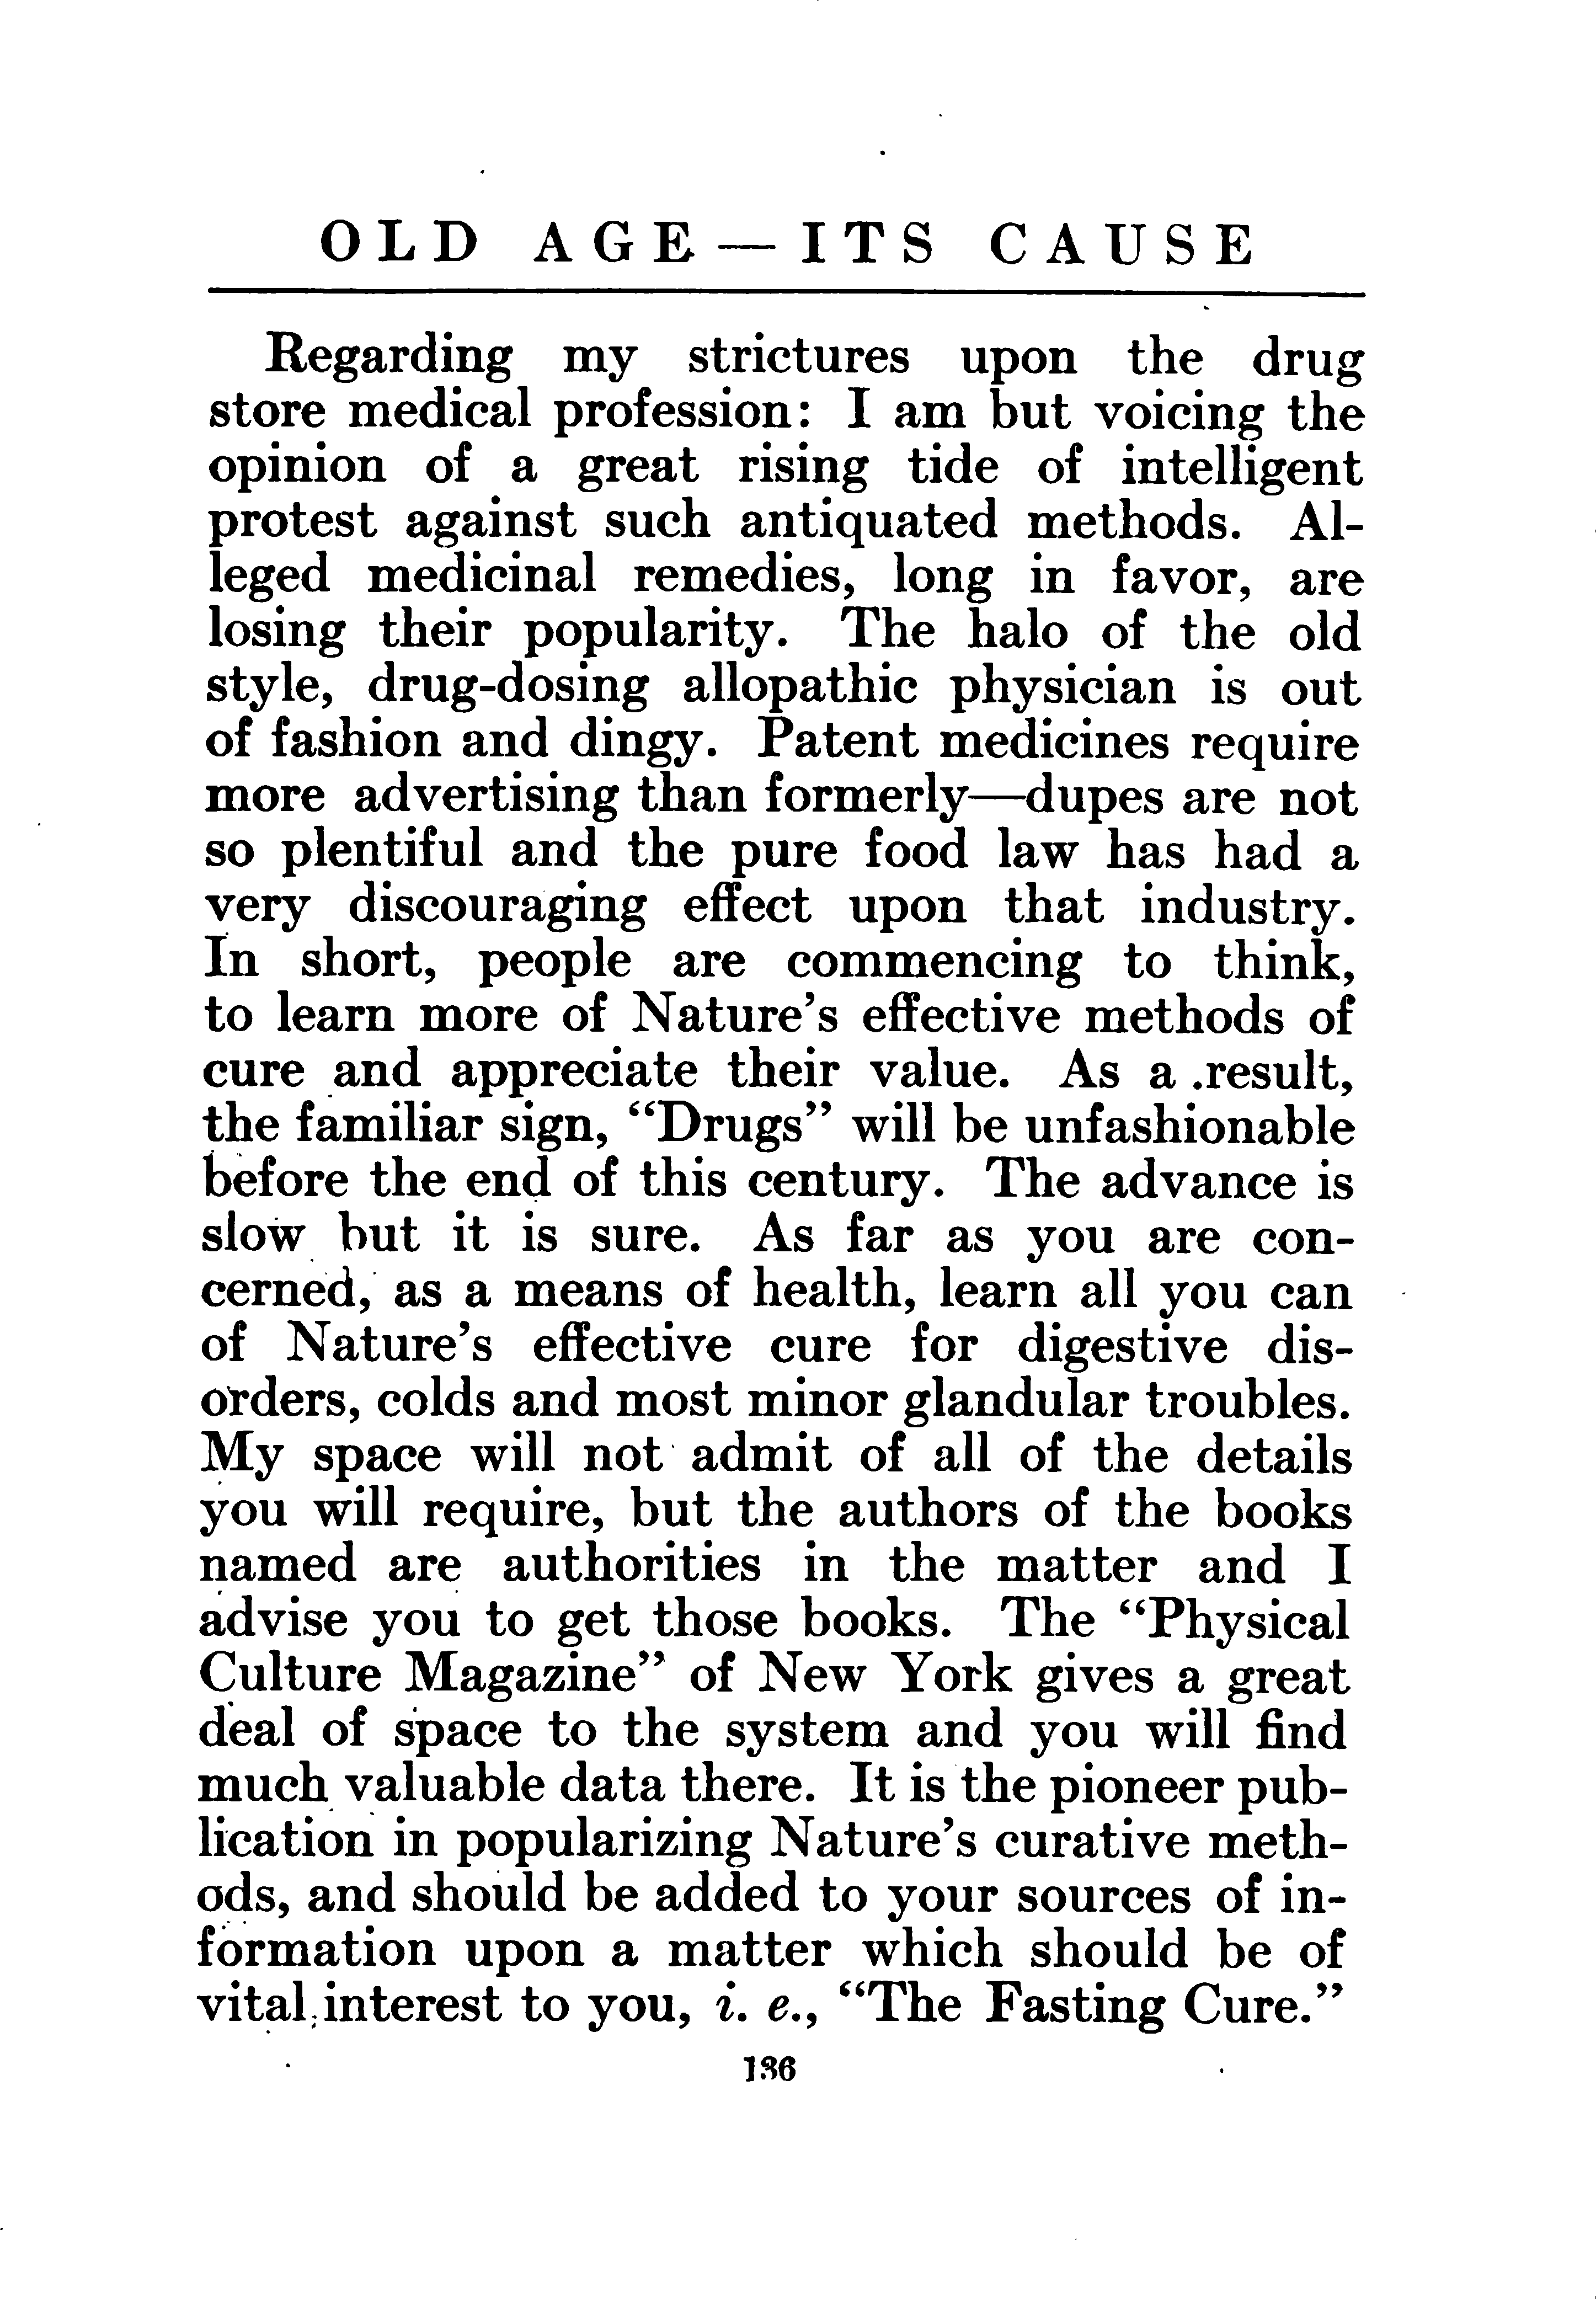 OLD AGE—ITS CAUSE
Regarding my strictures upon the drug
store medical profession: I am but voicing the
opinion of a great rising tide of intelligent
protest against such antiquated methods. Al-
leged medicinal remedies, long in favor, are
losing their popularity. The halo of the old
style, drug-dosing allopathic physician is out
of fashion and dingy. Patent medicines require
more advertising than formerly—dupes are not
so plentiful and the pure food law has had a
very discouraging effect upon that industry.
In short, people are commencing to think,
to learn more of Nature's effective methods of
cure and appreciate their value. As a result,
the familiar sign, “Drugs” will be unfashionable
before the end of this century. The advance is
slow but it is sure. As far as you are con-
cerned, as a means of health, learn all you can
of Nature's effective cure for digestive dis-
orders, colds and most minor glandular troubles.
My space will not admit of all of the details
you will require, but the authors of the books
named are authorities in the matter and I
advise you to get those books. The “Physical
Culture Magazine” of New York gives a great
deal of space to the system and you will find
much valuable data there. It is the pioneer pub-
lication in popularizing Nature's curative meth-
ods, and should be added to your sources of in-
formation upon a matter which should be of
vital interest to you, i. e., “The Fasting Cure.”
136